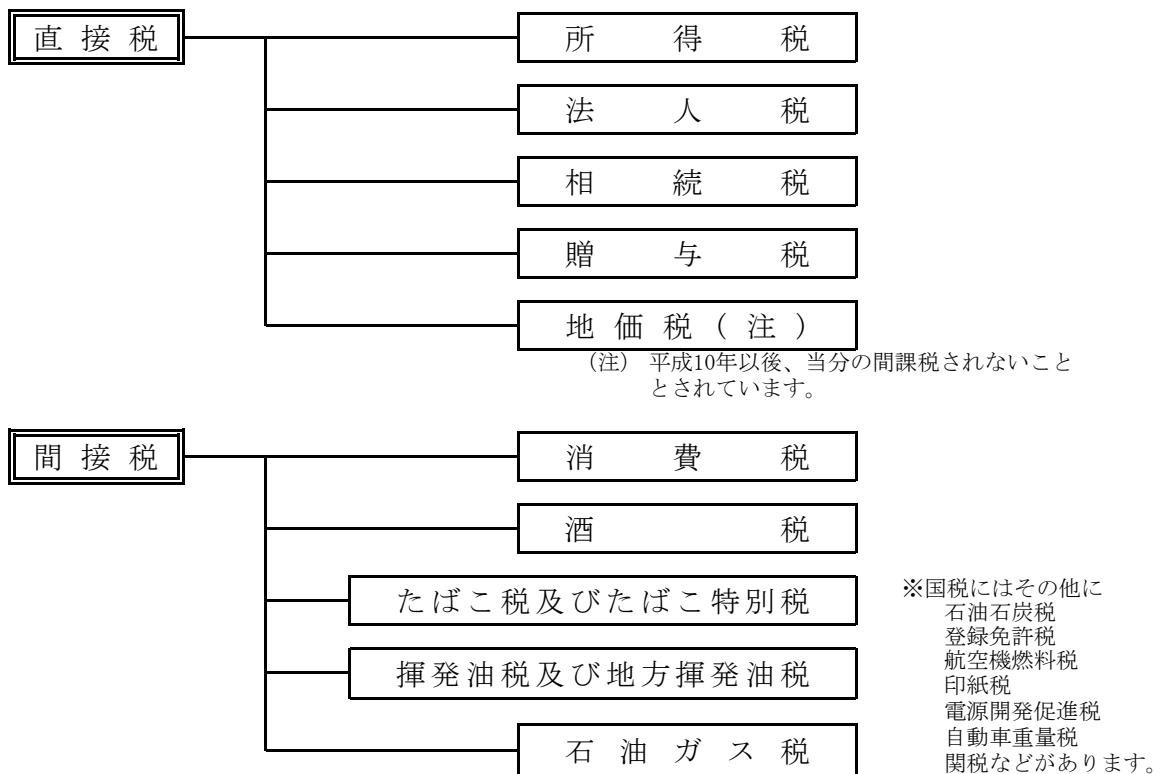 直接税
所得税
法人税
相続税
贈与税
地価税(注)
(注) 平成10年以後、当分の間課税されないこと
とされています。
間接税
消費税
酒税
たばこ税及びたばこ特別税
揮発油税及び地方揮発油税
石油ガス税
※国税にはその他に
石油石炭税
登録免許税
航空機燃料税
印紙税
電源開発促進税
自動車重量税
関税などがあります。